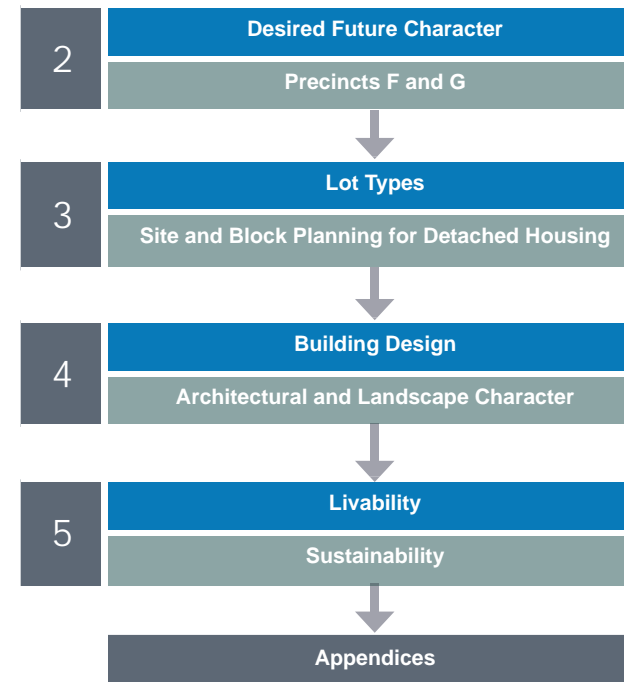 2
Desired Future Character
Precincts F and G
3
Lot Types
Site and Block Planning for Detached Housing
4
Building Design
Architectural and Landscape Character
5
Livability
Sustainability
Appendices